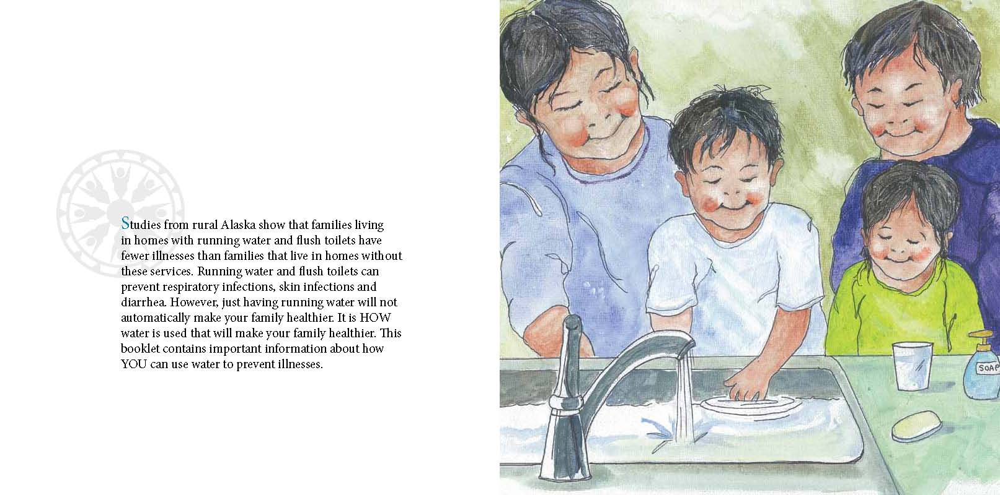 Studies from rural Alaska show that families living
in homes with running water and flush toilets have
fewer illnesses than families that live in homes without
these services. Running water and flush toilets can
prevent respiratory infections, skin infections and
diarrhea. However, just having running water will not
automatically make your family healthier. It is HOW
water is used that will make your family healthier. This
booklet contains important information about how
YOU can use water to prevent illnesses.
SOAP